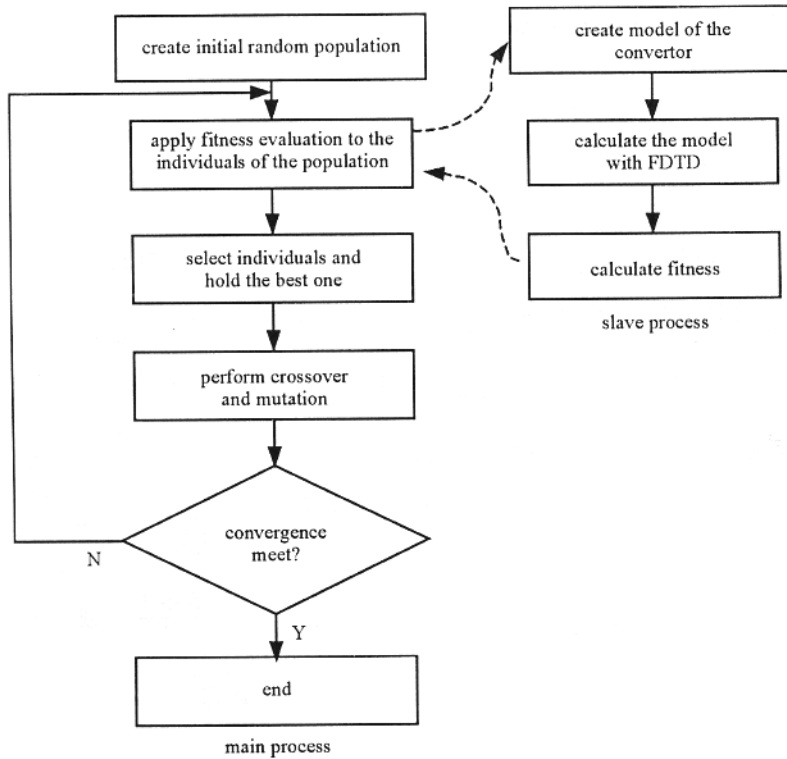 create initial random population
apply fitness evaluation to the
individuals of the population
select individuals and
hold the best one
perform crossover
and mutation
convergence
meet?
N
Y
end
main process
create model of the
convertor
calculate the model
with FDTD
calculate fitness
slave process